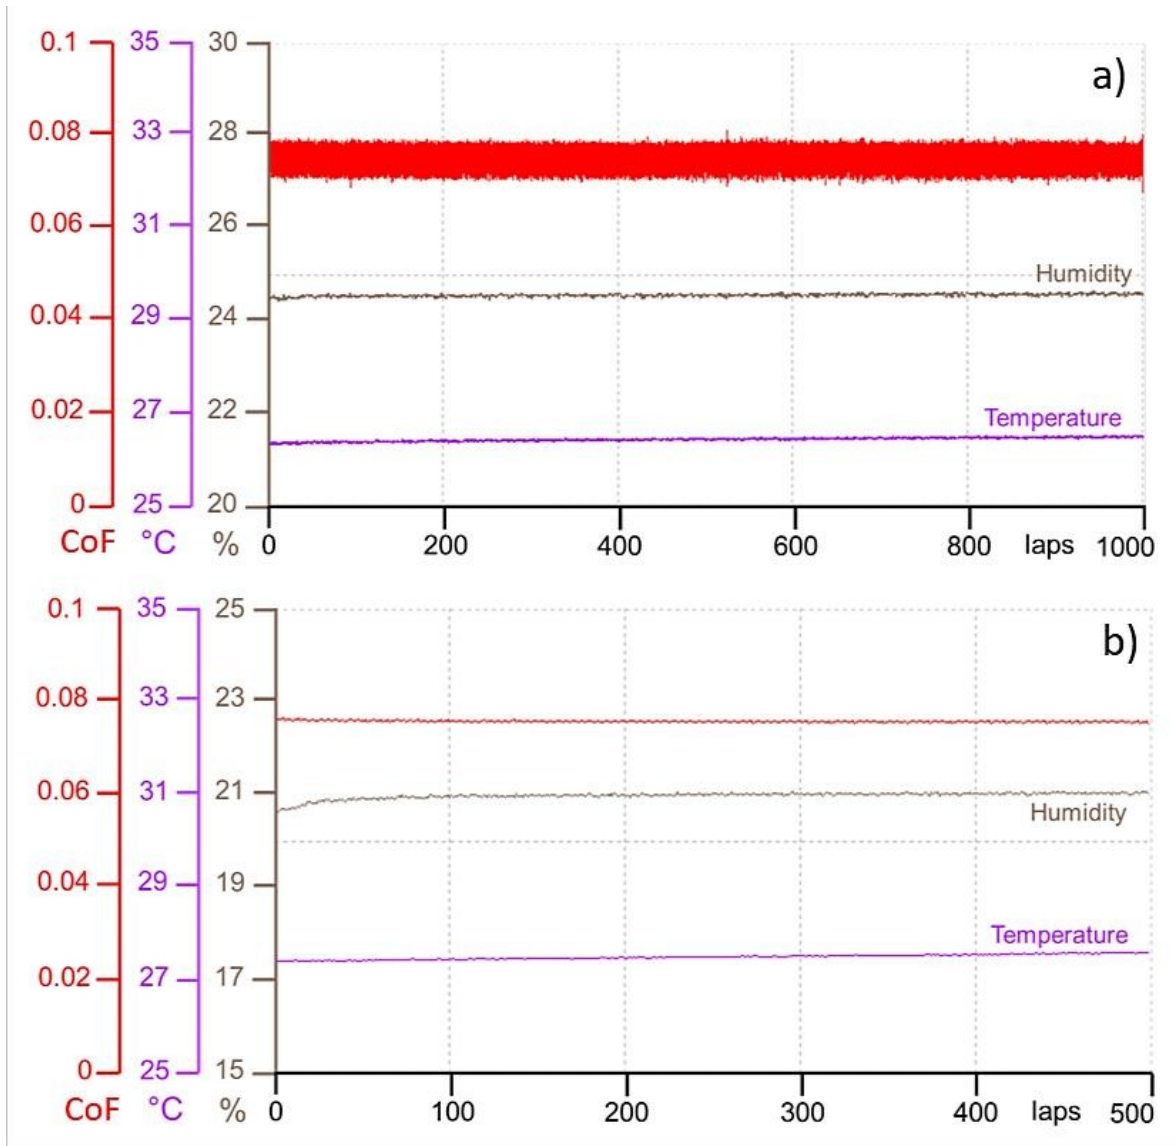 0.1 35 30
a)
0.08 33 28
0.06 31 26
Humidity
0.04 29 24
0.02 27 22
Temperature
0 25 20
CoF °C % 0 200 400 600 800 laps 1000
0.1 35 25
b)
0.08 33 23
0.06 31 21
Humidity
0.04 29 19
Temperature
0.02 27 17
0 25 15
CoF °C % 0 100 200 300 400 laps 500